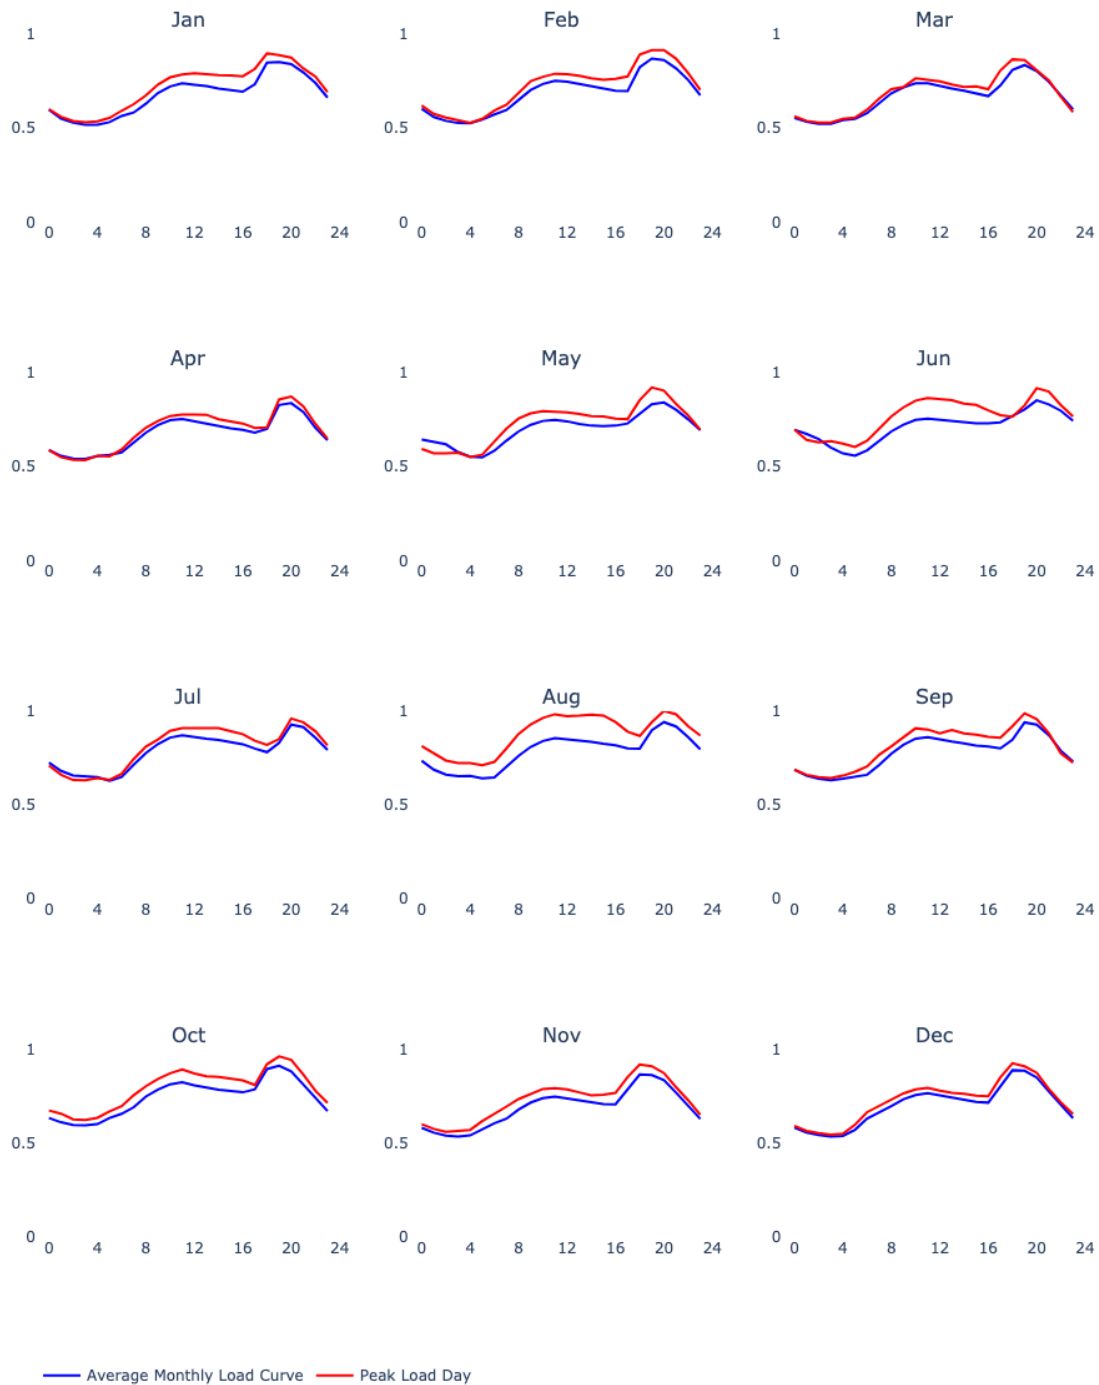 Jan Feb Mar
1 1 1
0.5 0.5 0.5
0 0 0
0 4 8 12 16 20 24 0 4 8 12 16 20 24 0 4 8 12 16 20 24
Apr May Jun
1 1 1
0.5 0.5 0.5
0 0 0
0 4 8 12 16 20 24 0 4 8 12 16 20 24 0 4 8 12 16 20 24
Jul Aug Sep
1 1 1
0.5 0.5 0.5
0 0 0
0 4 8 12 16 20 24 0 4 8 12 16 20 24 0 4 8 12 16 20 24
Oct Nov Dec
1 1 1
0.5 0.5 0.5
0 0 0
0 4 8 12 16 20 24 0 4 8 12 16 20 24 0 4 8 12 16 20 24
Average Monthly Load Curve Peak Load Day